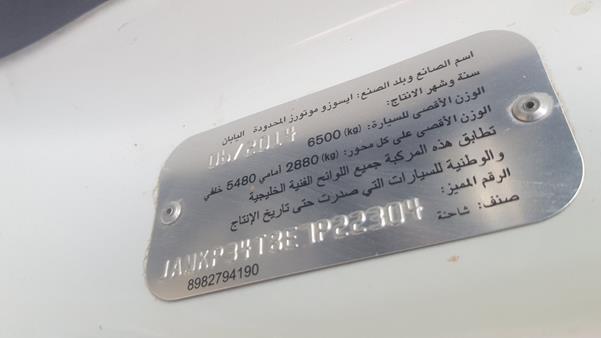 اسم الصانع وبلد الصنع: ايسوزو موتورز المحدودة اليابان
سنة وشهر الانتاج: 05/2014
الوزن الأقصى للسيارة: (kg) 6500
الوزن الأقصى على كل محور: (kg) 2880 أمامي 5480 خلفي
تطابق هذه المركبة جميع اللوائح الفنية الخليجية
والوطنية للسيارات التي صدرت حتى تاريخ الإنتاج
الرقم المميز:
صنف: شاحنة
8982794190